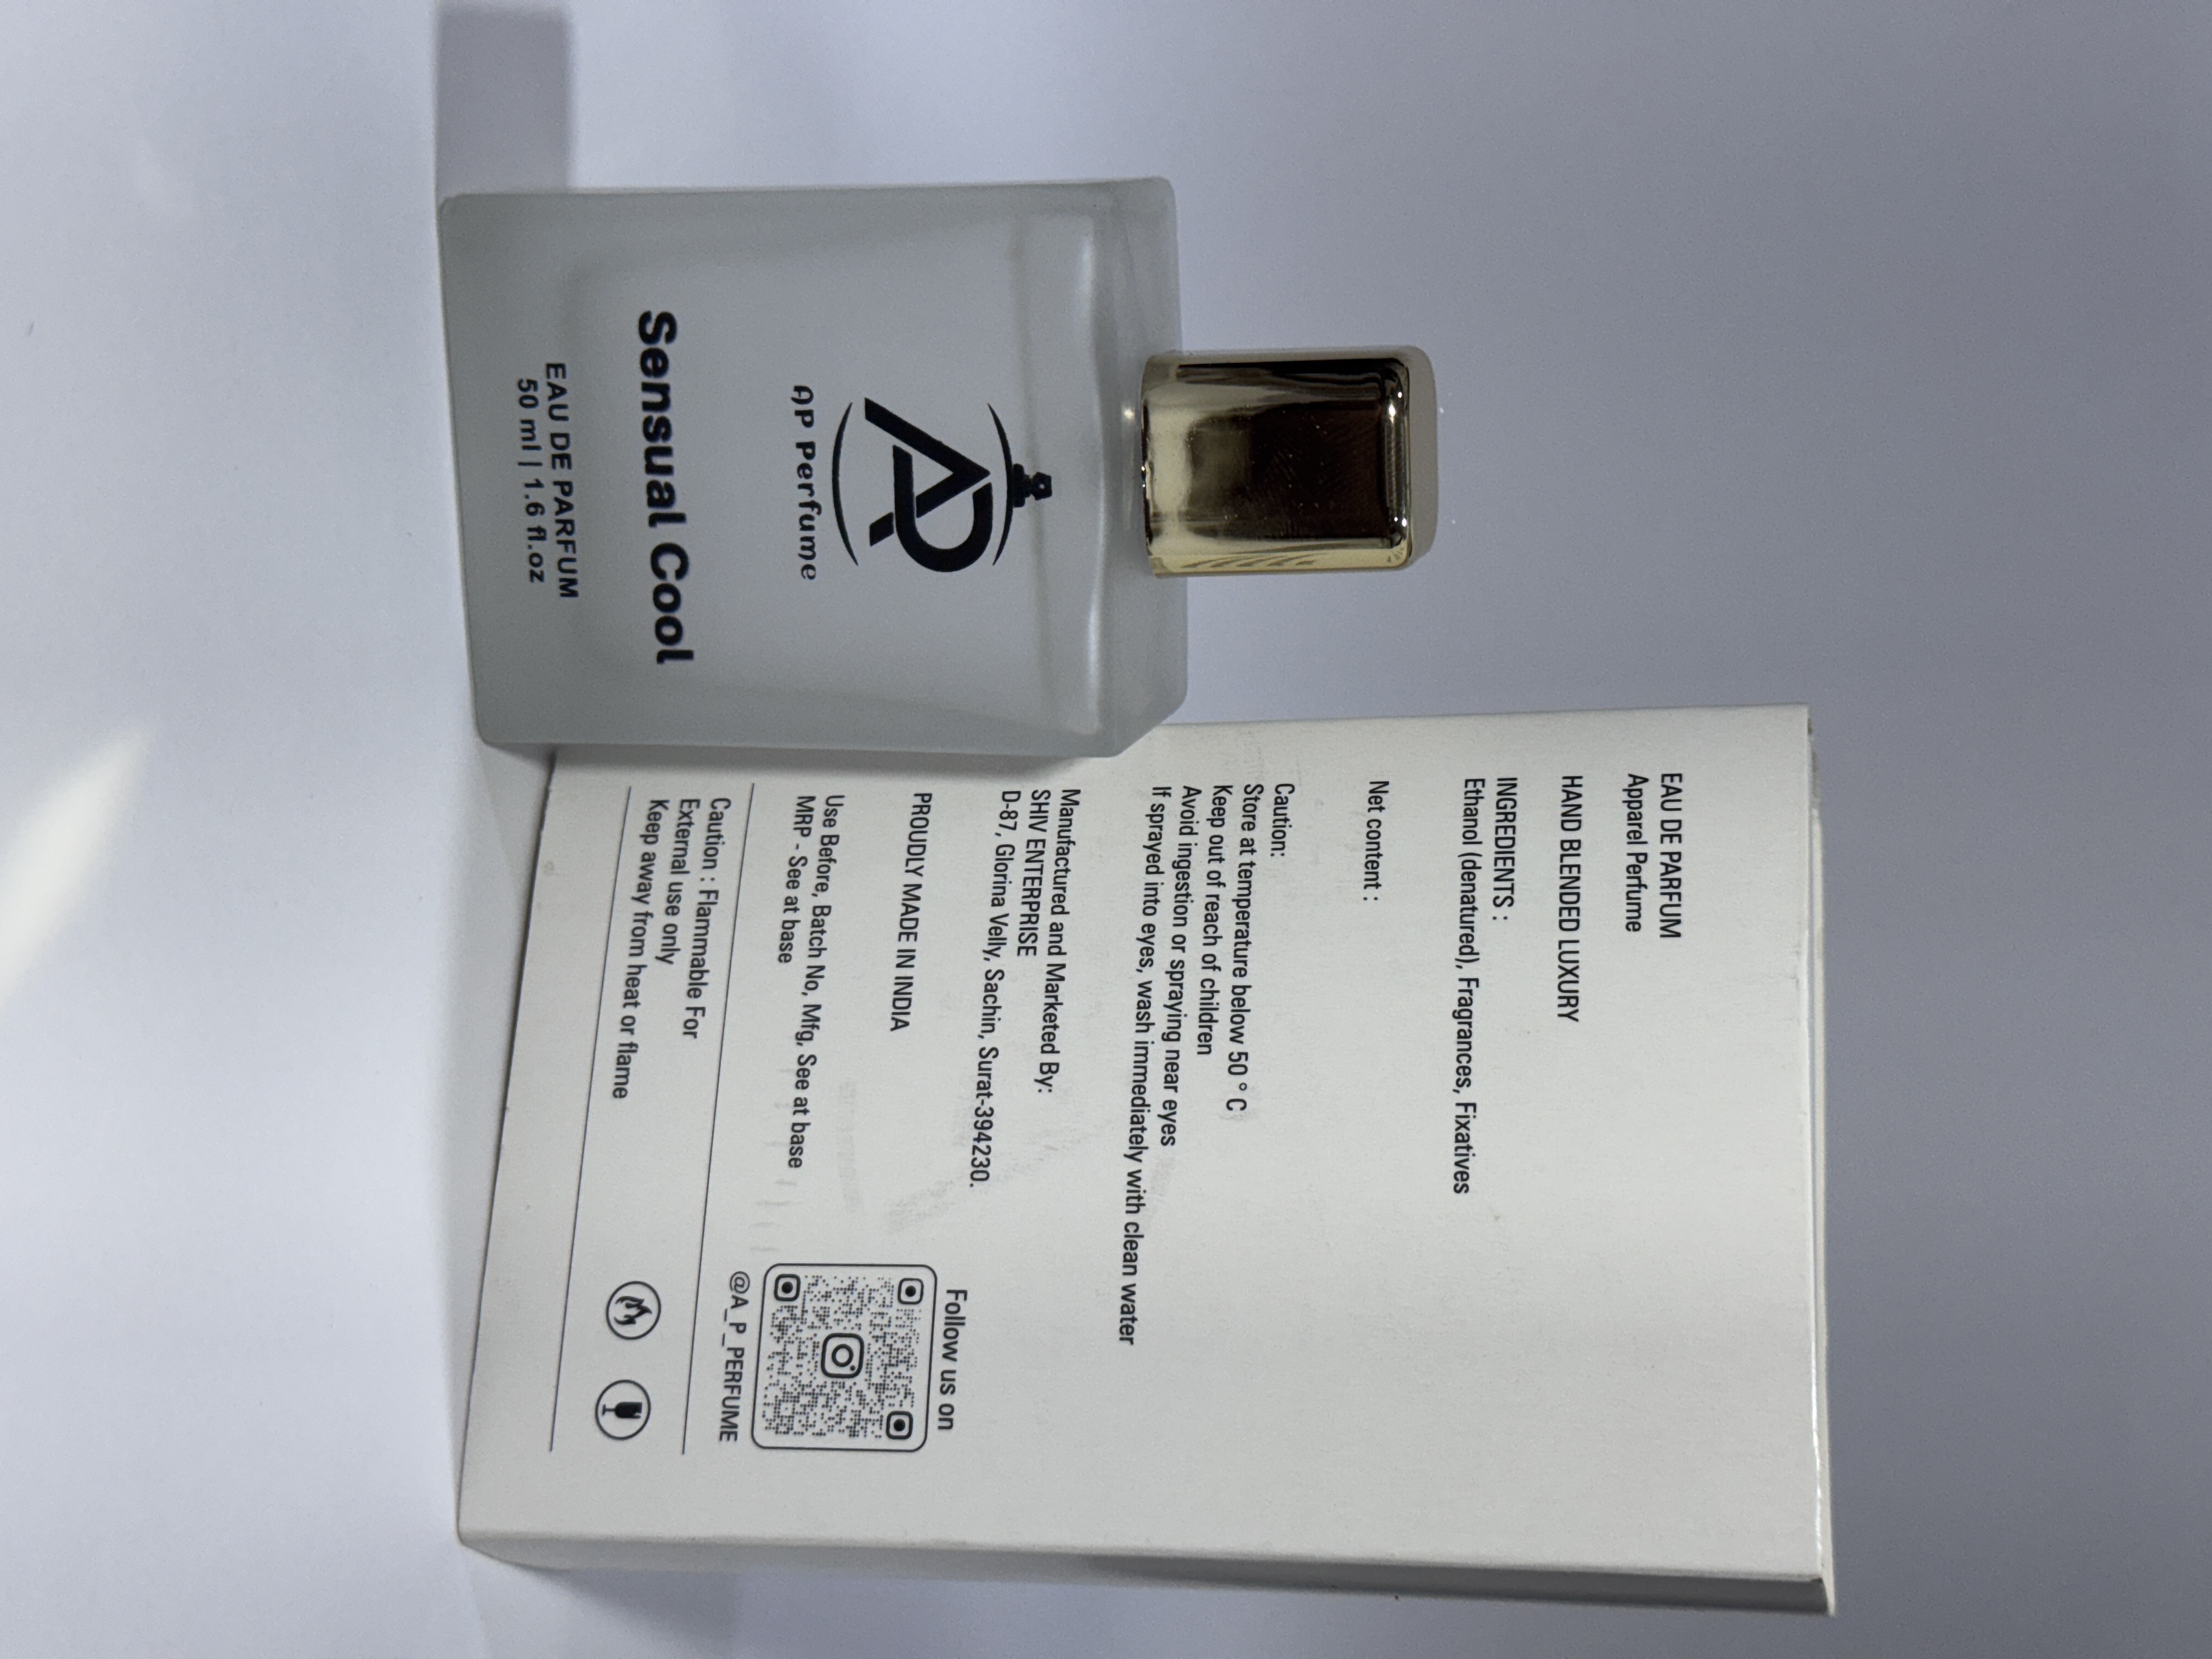 AP
AP Perfume
Sensual Cool
EAU DE PARFUM
50 ml | 1.6 fl.oz
EAU DE PARFUM
Apparel Perfume
HAND BLENDED LUXURY
INGREDIENTS :
Ethanol (denatured), Fragrances, Fixatives
Net content :
Caution:
Store at temperature below 50 ° C
Keep out of reach of children
Avoid ingestion or spraying near eyes
If sprayed into eyes, wash immediately with clean water
Manufactured and Marketed By:
SHIV ENTERPRISE
D-87, Glorina Velly, Sachin, Surat-394230.
PROUDLY MADE IN INDIA
Use Before, Batch No, Mfg, See at base
MRP - See at base
Follow us on
@A_P_PERFUME
Caution : Flammable For
External use only
Keep away from heat or flame